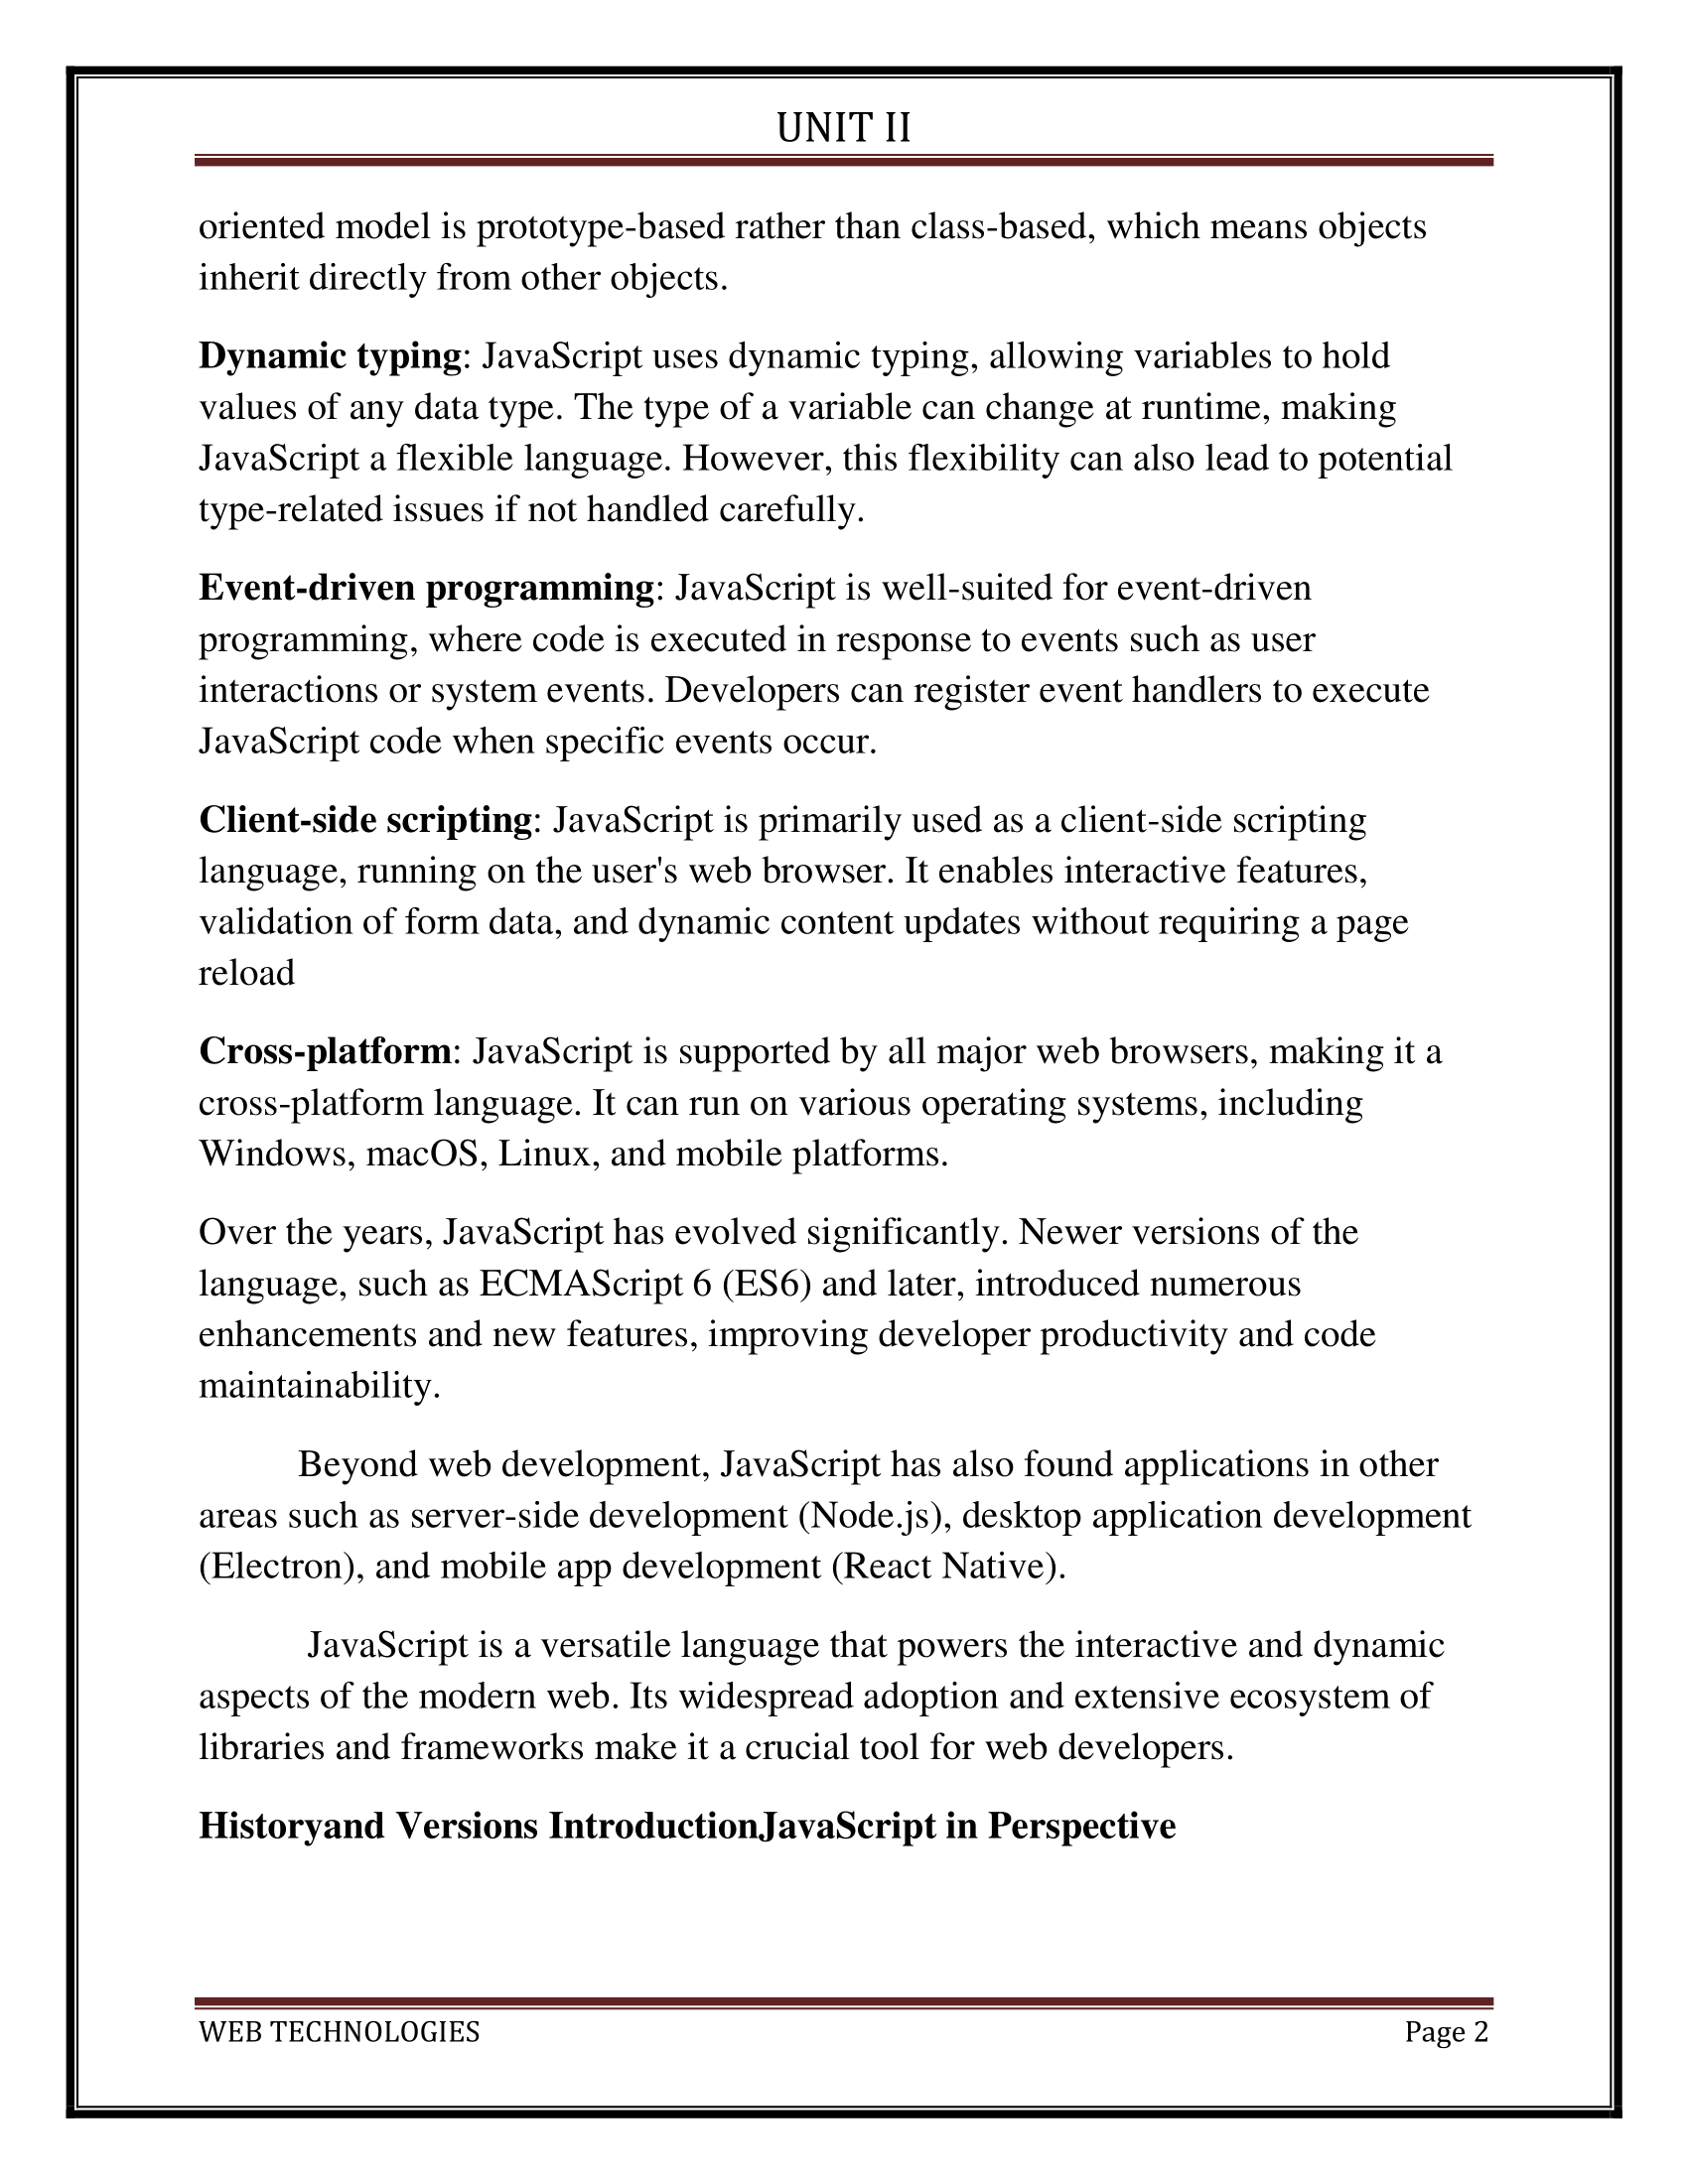 UNIT II
oriented model is prototype-based rather than class-based, which means objects
inherit directly from other objects.
Dynamic typing: JavaScript uses dynamic typing, allowing variables to hold
values of any data type. The type of a variable can change at runtime, making
JavaScript a flexible language. However, this flexibility can also lead to potential
type-related issues if not handled carefully.
Event-driven programming: JavaScript is well-suited for event-driven
programming, where code is executed in response to events such as user
interactions or system events. Developers can register event handlers to execute
JavaScript code when specific events occur.
Client-side scripting: JavaScript is primarily used as a client-side scripting
language, running on the user's web browser. It enables interactive features,
validation of form data, and dynamic content updates without requiring a page
reload
Cross-platform: JavaScript is supported by all major web browsers, making it a
cross-platform language. It can run on various operating systems, including
Windows, macOS, Linux, and mobile platforms.
Over the years, JavaScript has evolved significantly. Newer versions of the
language, such as ECMAScript 6 (ES6) and later, introduced numerous
enhancements and new features, improving developer productivity and code
maintainability.
Beyond web development, JavaScript has also found applications in other
areas such as server-side development (Node.js), desktop application development
(Electron), and mobile app development (React Native).
JavaScript is a versatile language that powers the interactive and dynamic
aspects of the modern web. Its widespread adoption and extensive ecosystem of
libraries and frameworks make it a crucial tool for web developers.
Historyand Versions IntroductionJavaScript in Perspective
WEB TECHNOLOGIES Page 2